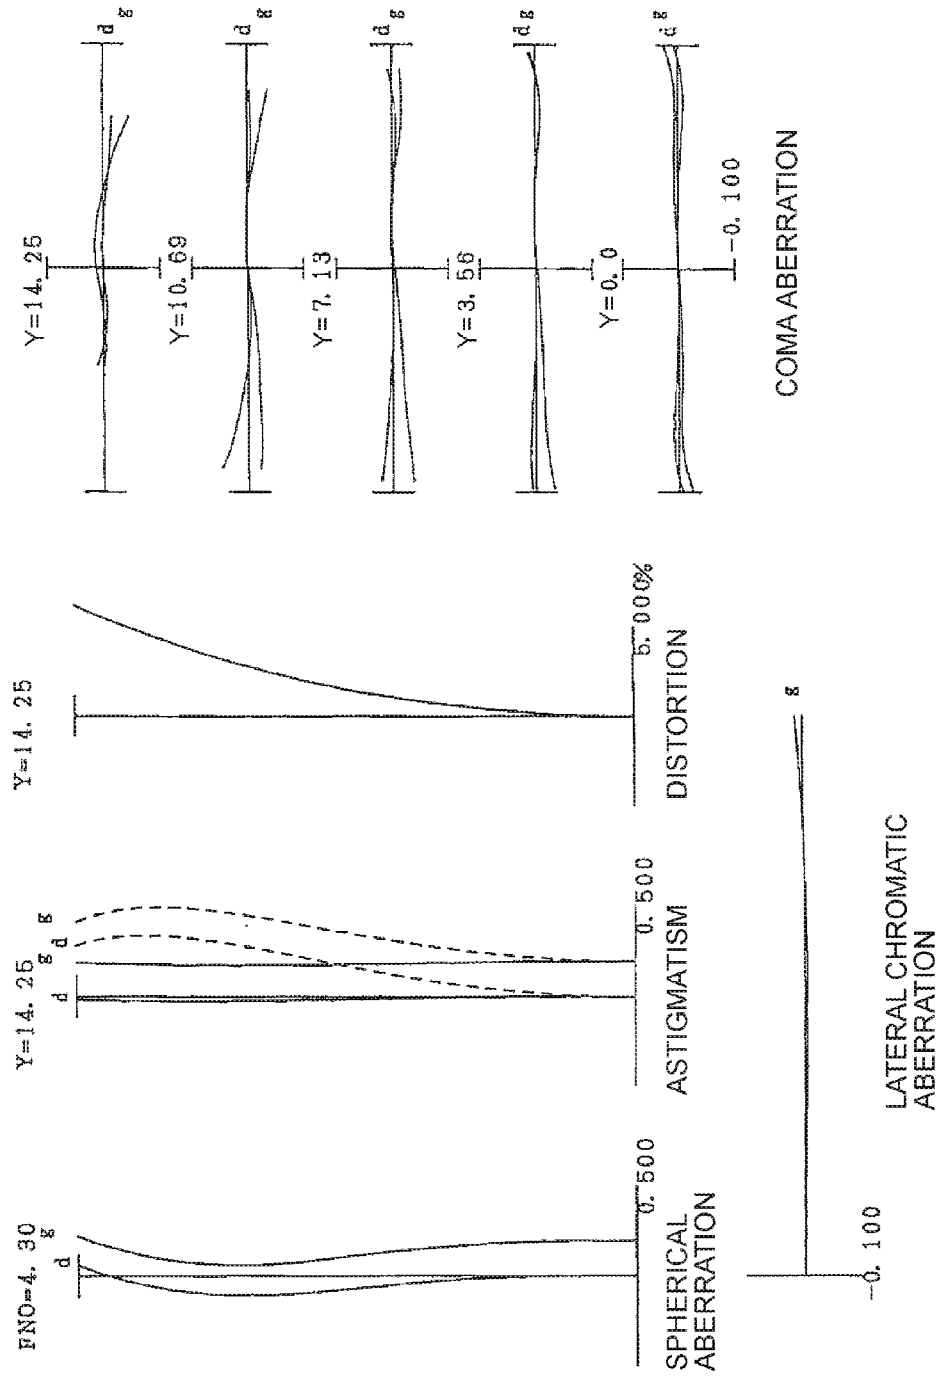 FNO=4. 30
d
g
0. 500
SPHERICAL
ABERRATION
Y=14. 25
d
g
d
g
0. 500
ASTIGMATISM
Y=14. 25
5. 000%
DISTORTION
Y=14. 25
d
g
Y=10. 69
d
g
Y=7. 13
d
g
Y=3. 56
d
g
Y=0. 0
d
g
-0. 100
COMA ABERRATION
g
-0. 100
LATERAL CHROMATIC
ABERRATION